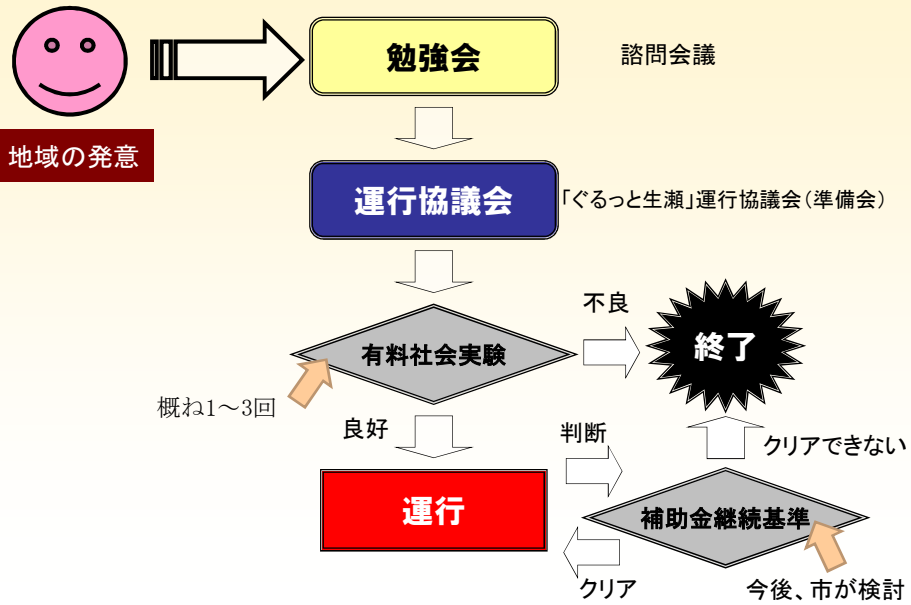 勉強会
諮問会議
地域の発意
運行協議会
「ぐるっと生瀬」運行協議会(準備会)
不良
有料社会実験
終了
概ね1~3回
良好
判断
クリアできない
運行
補助金継続基準
クリア
今後、市が検討